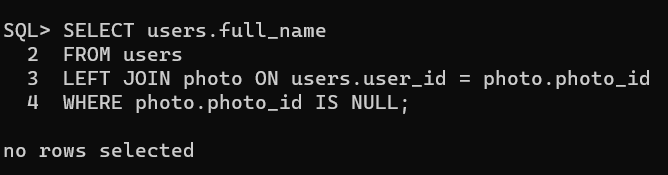 SQL> SELECT users.full_name
  2  FROM users
  3  LEFT JOIN photo ON users.user_id = photo.photo_id
  4  WHERE photo.photo_id IS NULL;

no rows selected